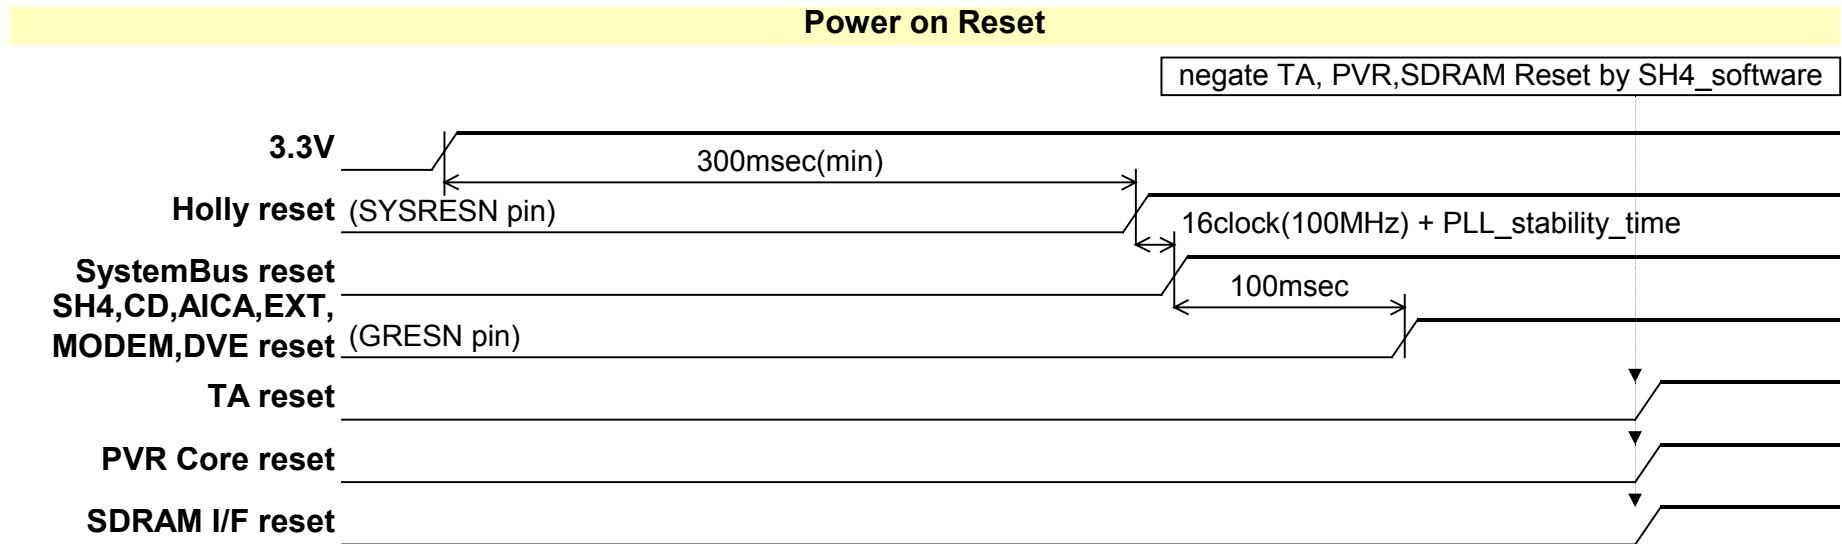 Power on Reset
negate TA, PVR,SDRAM Reset by SH4_software
3.3V
300msec(min)
Holly reset (SYSRESN pin)
16clock(100MHz) + PLL_stability_time
SystemBus reset
100msec
SH4,CD,AICA,EXT,
MODEM,DVE reset (GRESN pin)
TA reset
PVR Core reset
SDRAM I/F reset